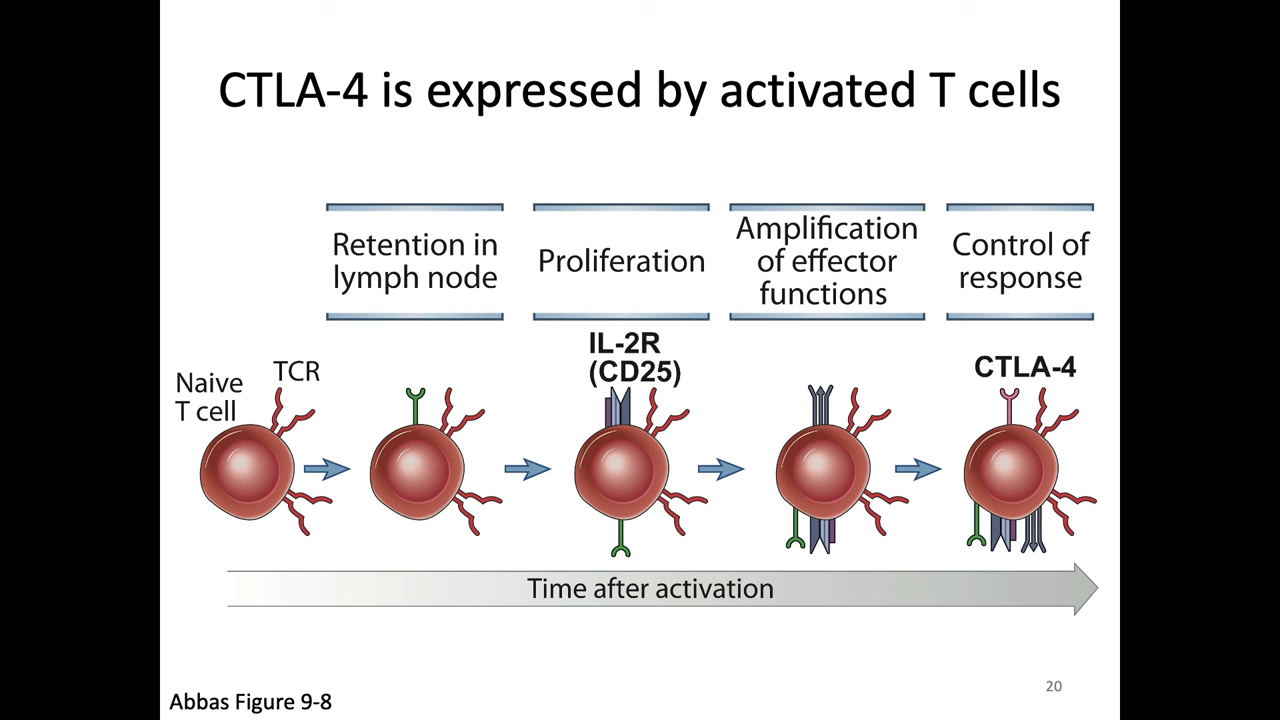 CTLA-4 is expressed by activated T cells
Retention in
lymph node
Proliferation
Amplification
of effector
functions
Control of
response
Naive
T cell
TCR
IL-2R
(CD25)
CTLA-4
Time after activation
Abbas Figure 9-8
20